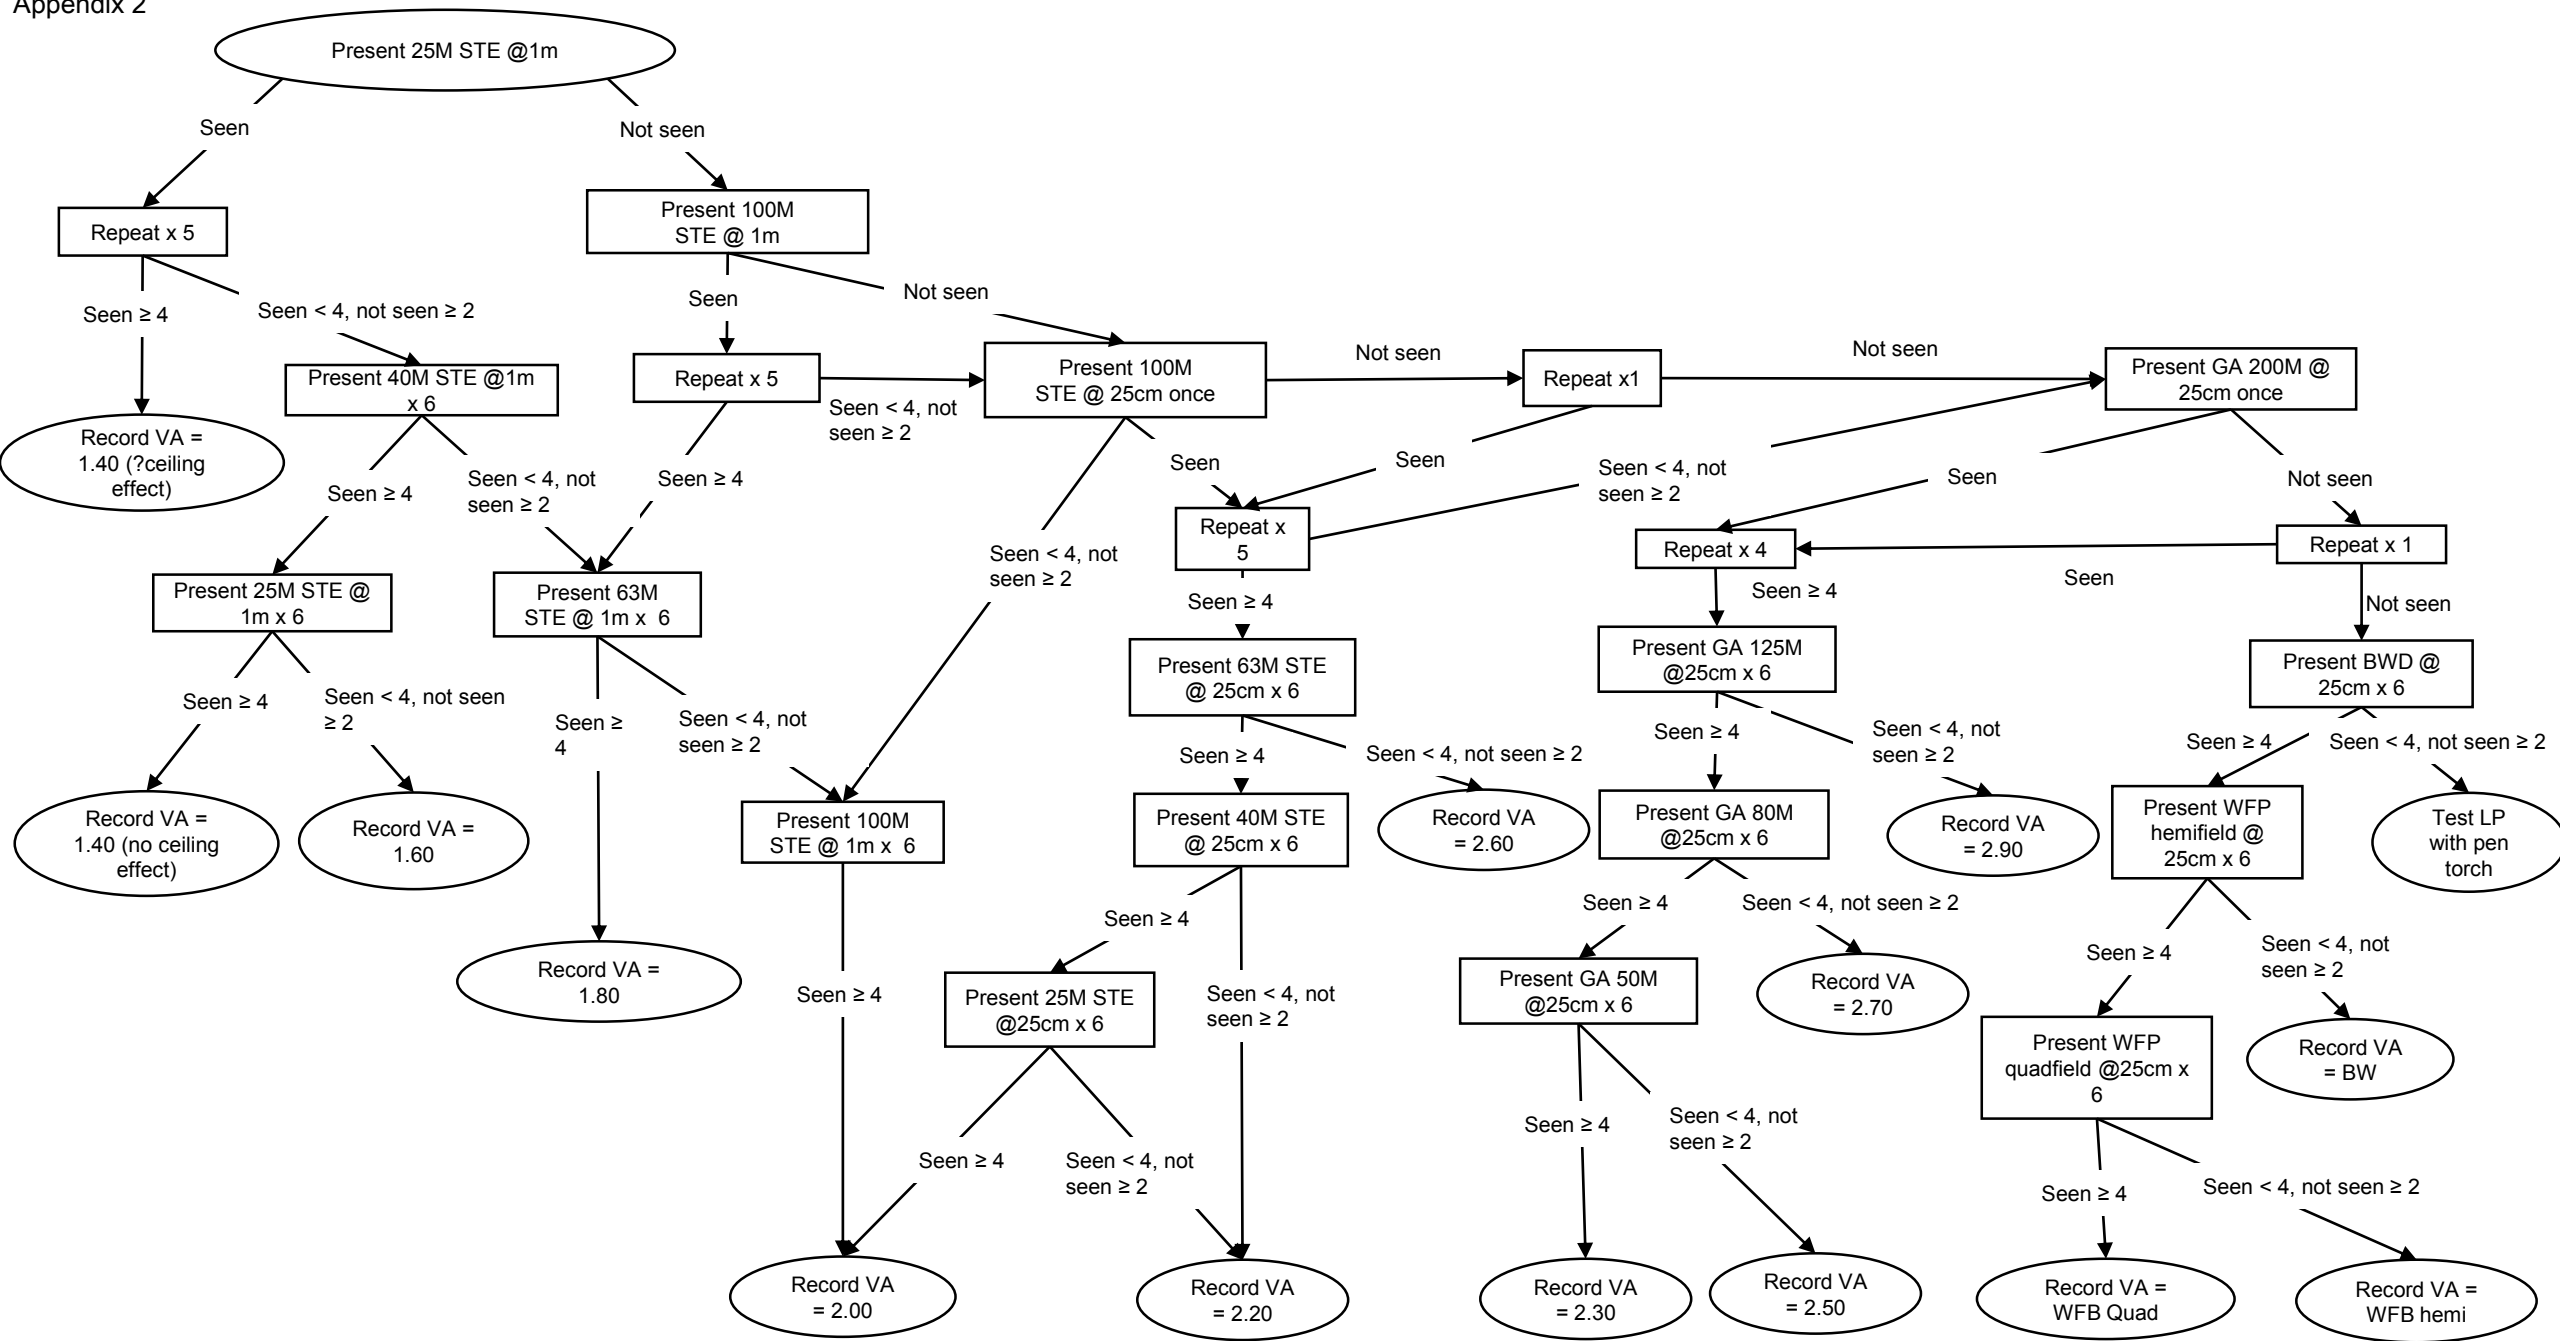 Appendix 2
Present 25M STE @1m
Seen
Not seen
Repeat x 5
Present 100M
STE @ 1m
Seen ≥ 4
Seen < 4, not seen ≥ 2
Seen
Not seen
Present 40M STE @1m
x 6
Repeat x 5
Seen < 4, not
seen ≥ 2
Present 100M
STE @ 25cm once
Not seen
Repeat x1
Not seen
Present GA 200M @
25cm once
Record VA =
1.40 (?ceiling
effect)
Seen ≥ 4
Seen < 4, not
seen ≥ 2
Seen ≥ 4
Seen
Seen
Seen < 4, not
seen ≥ 2
Seen
Not seen
Seen < 4, not
seen ≥ 2
Repeat x
5
Repeat x 4
Repeat x 1
Seen
Present 25M STE @
1m x 6
Present 63M
STE @ 1m x 6
Seen ≥ 4
Seen ≥ 4
Not seen
Present 63M STE
@ 25cm x 6
Present GA 125M
@25cm x 6
Present BWD @
25cm x 6
Seen ≥ 4
Seen < 4, not seen
≥ 2
Seen ≥
4
Seen < 4, not
seen ≥ 2
Seen ≥ 4
Seen < 4, not seen ≥ 2
Seen ≥ 4
Seen < 4, not
seen ≥ 2
Seen ≥ 4
Seen < 4, not seen ≥ 2
Record VA =
1.40 (no ceiling
effect)
Record VA =
1.60
Present 100M
STE @ 1m x 6
Present 40M STE
@ 25cm x 6
Record VA
= 2.60
Present GA 80M
@25cm x 6
Record VA
= 2.90
Present WFP
hemifield @
25cm x 6
Test LP
with pen
torch
Seen ≥ 4
Seen ≥ 4
Seen < 4, not seen ≥ 2
Seen ≥ 4
Seen < 4, not
seen ≥ 2
Record VA =
1.80
Seen ≥ 4
Present 25M STE
@25cm x 6
Seen < 4, not
seen ≥ 2
Present GA 50M
@25cm x 6
Record VA
= 2.70
Present WFP
quadfield @25cm x
6
Record VA
= BW
Seen ≥ 4
Seen < 4, not
seen ≥ 2
Seen ≥ 4
Seen < 4, not
seen ≥ 2
Seen ≥ 4
Seen < 4, not seen ≥ 2
Record VA
= 2.00
Record VA
= 2.20
Record VA
= 2.30
Record VA
= 2.50
Record VA =
WFB Quad
Record VA =
WFB hemi